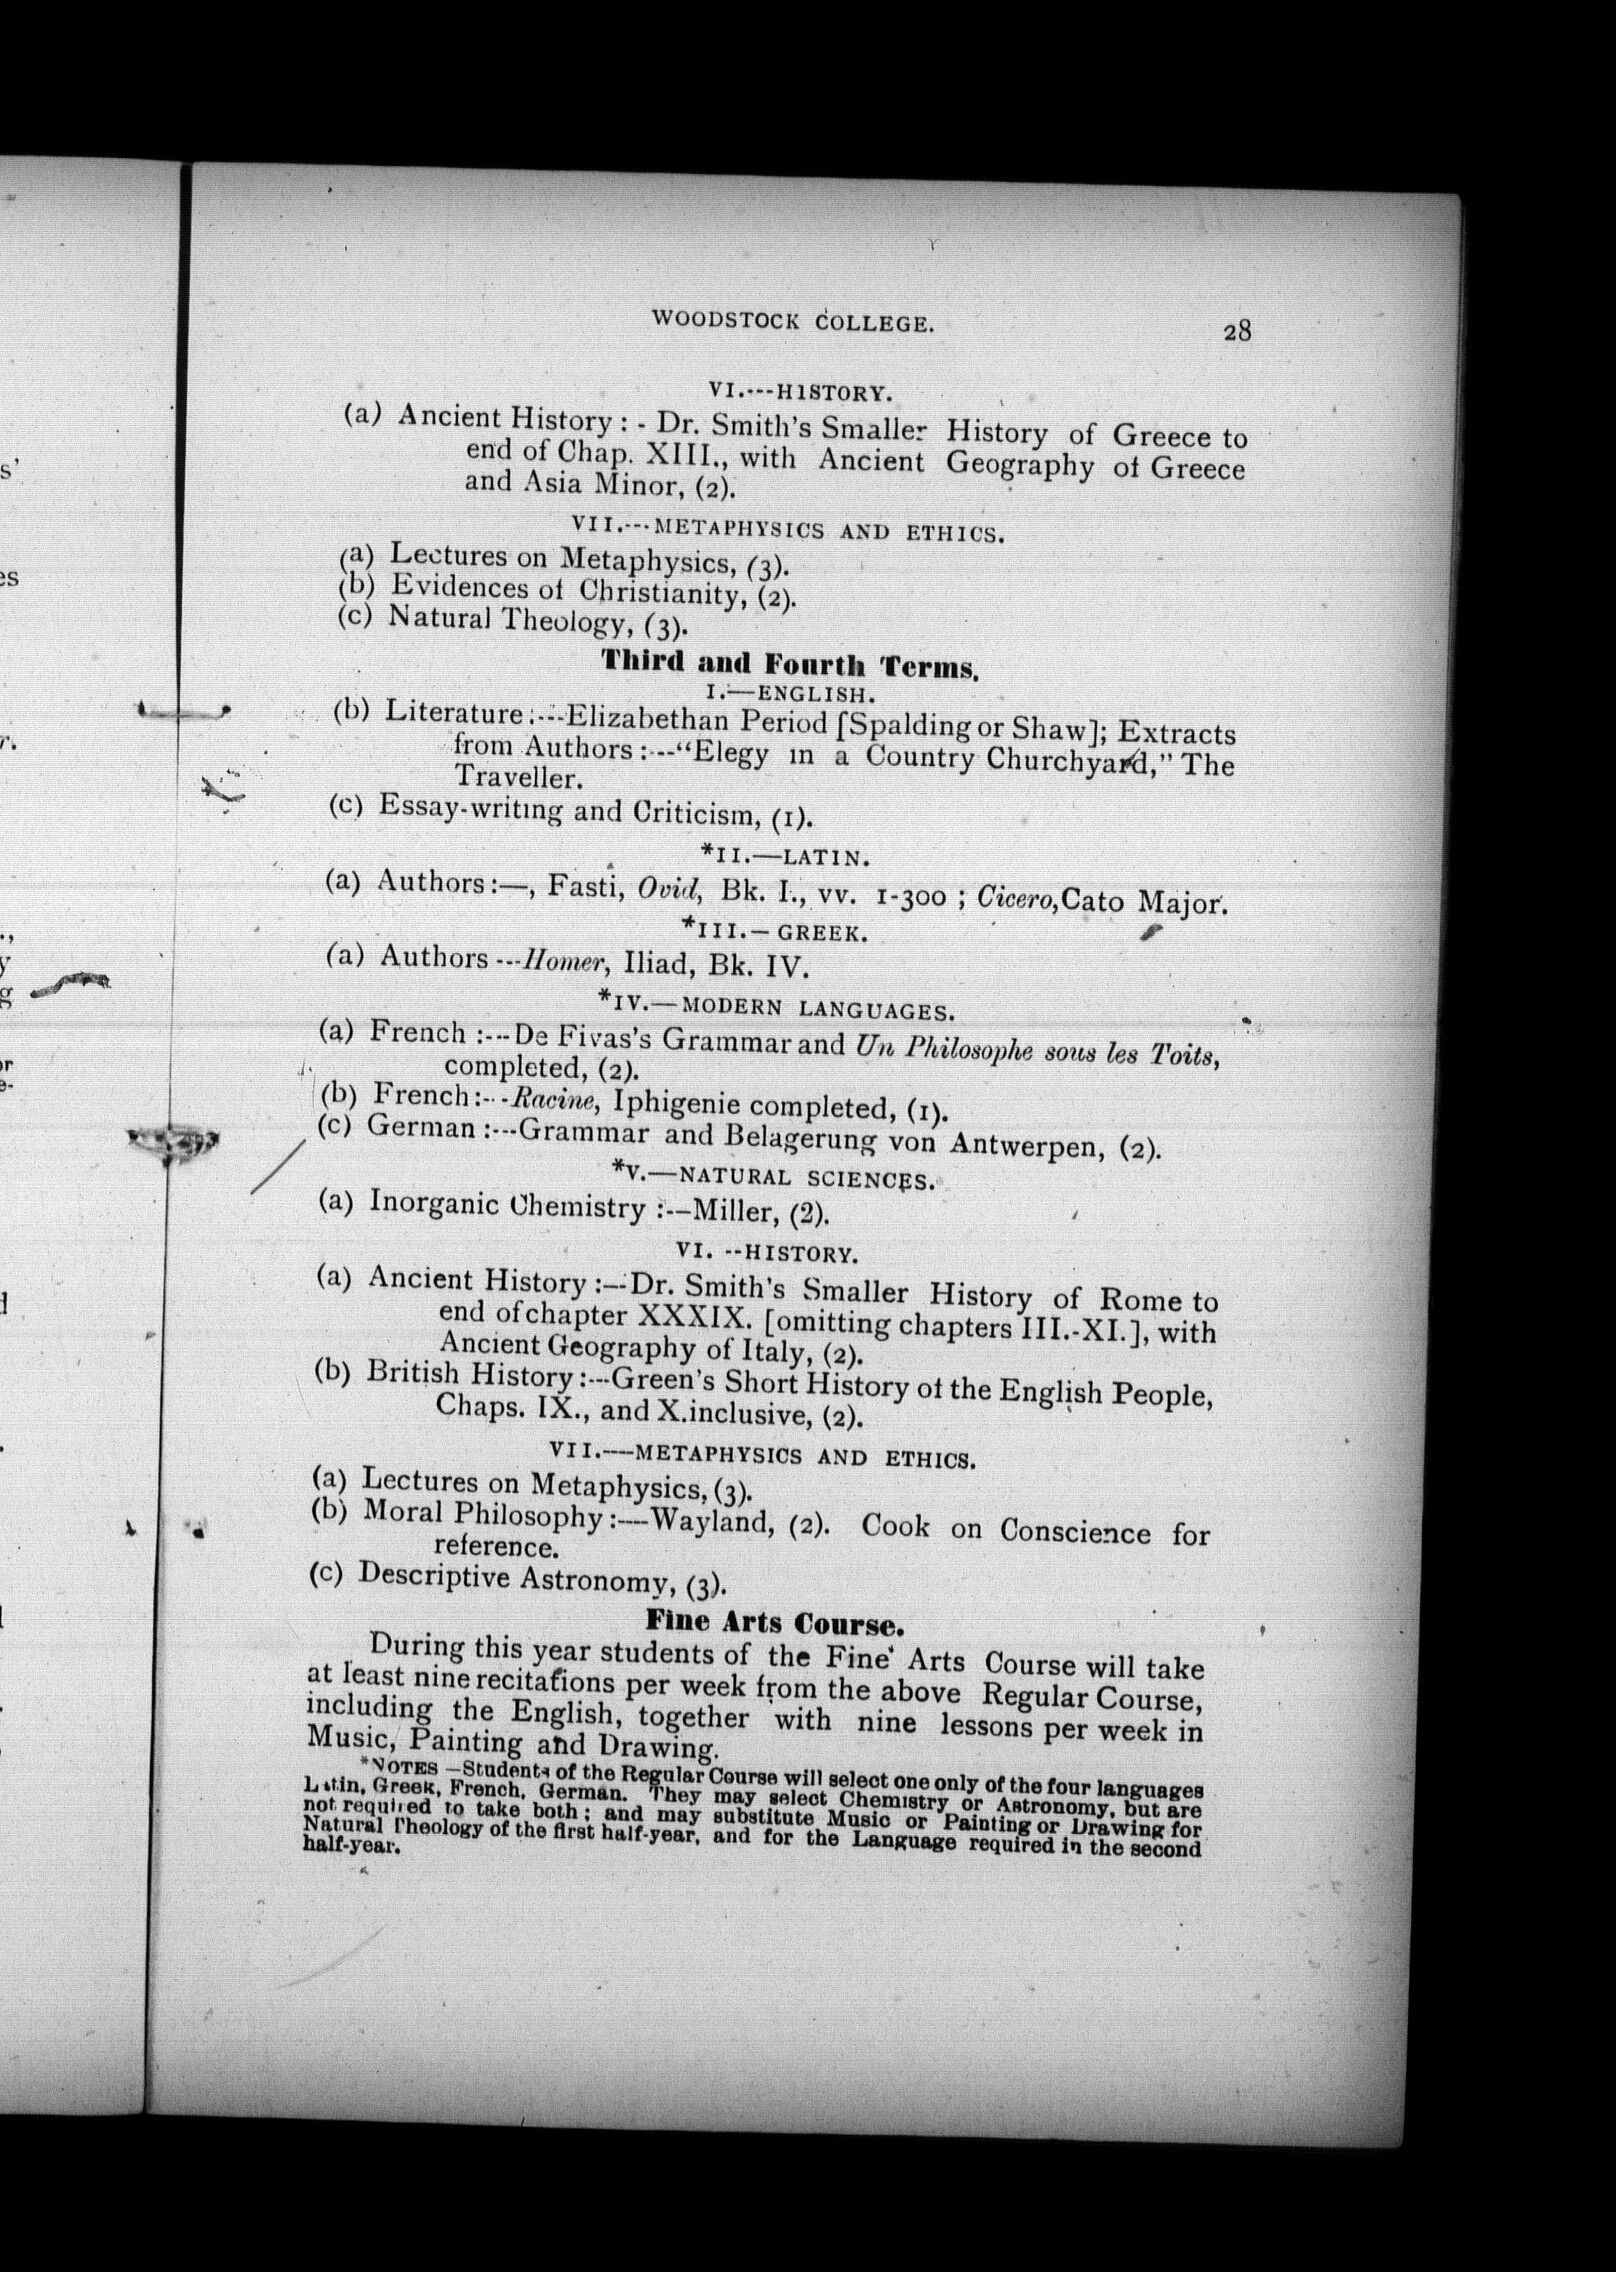 WOODSTOCK COLLEGE. 28
VI.---HISTORY.
(a) Ancient History : - Dr. Smith's Smaller History of Greece to
end of Chap. XIII., with Ancient Geography of Greece
and Asia Minor, (2).
VII.---METAPHYSICS AND ETHICS.
(a) Lectures on Metaphysics, (3).
(b) Evidences of Christianity, (2).
(c) Natural Theology, (3).
Third and Fourth Terms.
I.—ENGLISH.
(b) Literature:---Elizabethan Period [Spalding or Shaw]; Extracts
from Authors:---"Elegy in a Country Churchyard," The
Traveller.
(c) Essay-writing and Criticism, (1).
*II.—LATIN.
(a) Authors:—, Fasti, Ovid, Bk. I., vv. 1-300 ; Cicero, Cato Major.
*III.—GREEK.
(a) Authors---Homer, Iliad, Bk. IV.
*IV.—MODERN LANGUAGES.
(a) French :---De Fivas's Grammar and Un Philosophe sous les Toits,
completed, (2).
(b) French:---Racine, Iphigenie completed, (1).
(c) German :---Grammar and Belagerung von Antwerpen, (2).
*V.—NATURAL SCIENCES.
(a) Inorganic Chemistry :--Miller, (2).
VI. --HISTORY.
(a) Ancient History :--Dr. Smith's Smaller History of Rome to
end of chapter XXXIX. [omitting chapters III.-XI.], with
Ancient Geography of Italy, (2).
(b) British History :---Green's Short History of the English People,
Chaps. IX., and X. inclusive, (2).
VII.—METAPHYSICS AND ETHICS.
(a) Lectures on Metaphysics, (3).
(b) Moral Philosophy :—Wayland, (2). Cook on Conscience for
reference.
(c) Descriptive Astronomy, (3).
Fine Arts Course.
During this year students of the Fine Arts Course will take
at least nine recitations per week from the above Regular Course,
including the English, together with nine lessons per week in
Music, Painting and Drawing.
*NOTES—Students of the Regular Course will select one only of the four languages
Latin, Greek, French, German. They may select Chemistry or Astronomy, but are
not required to take both; and may substitute Music or Painting or Drawing for
Natural Theology of the first half-year, and for the Language required in the second
half-year.